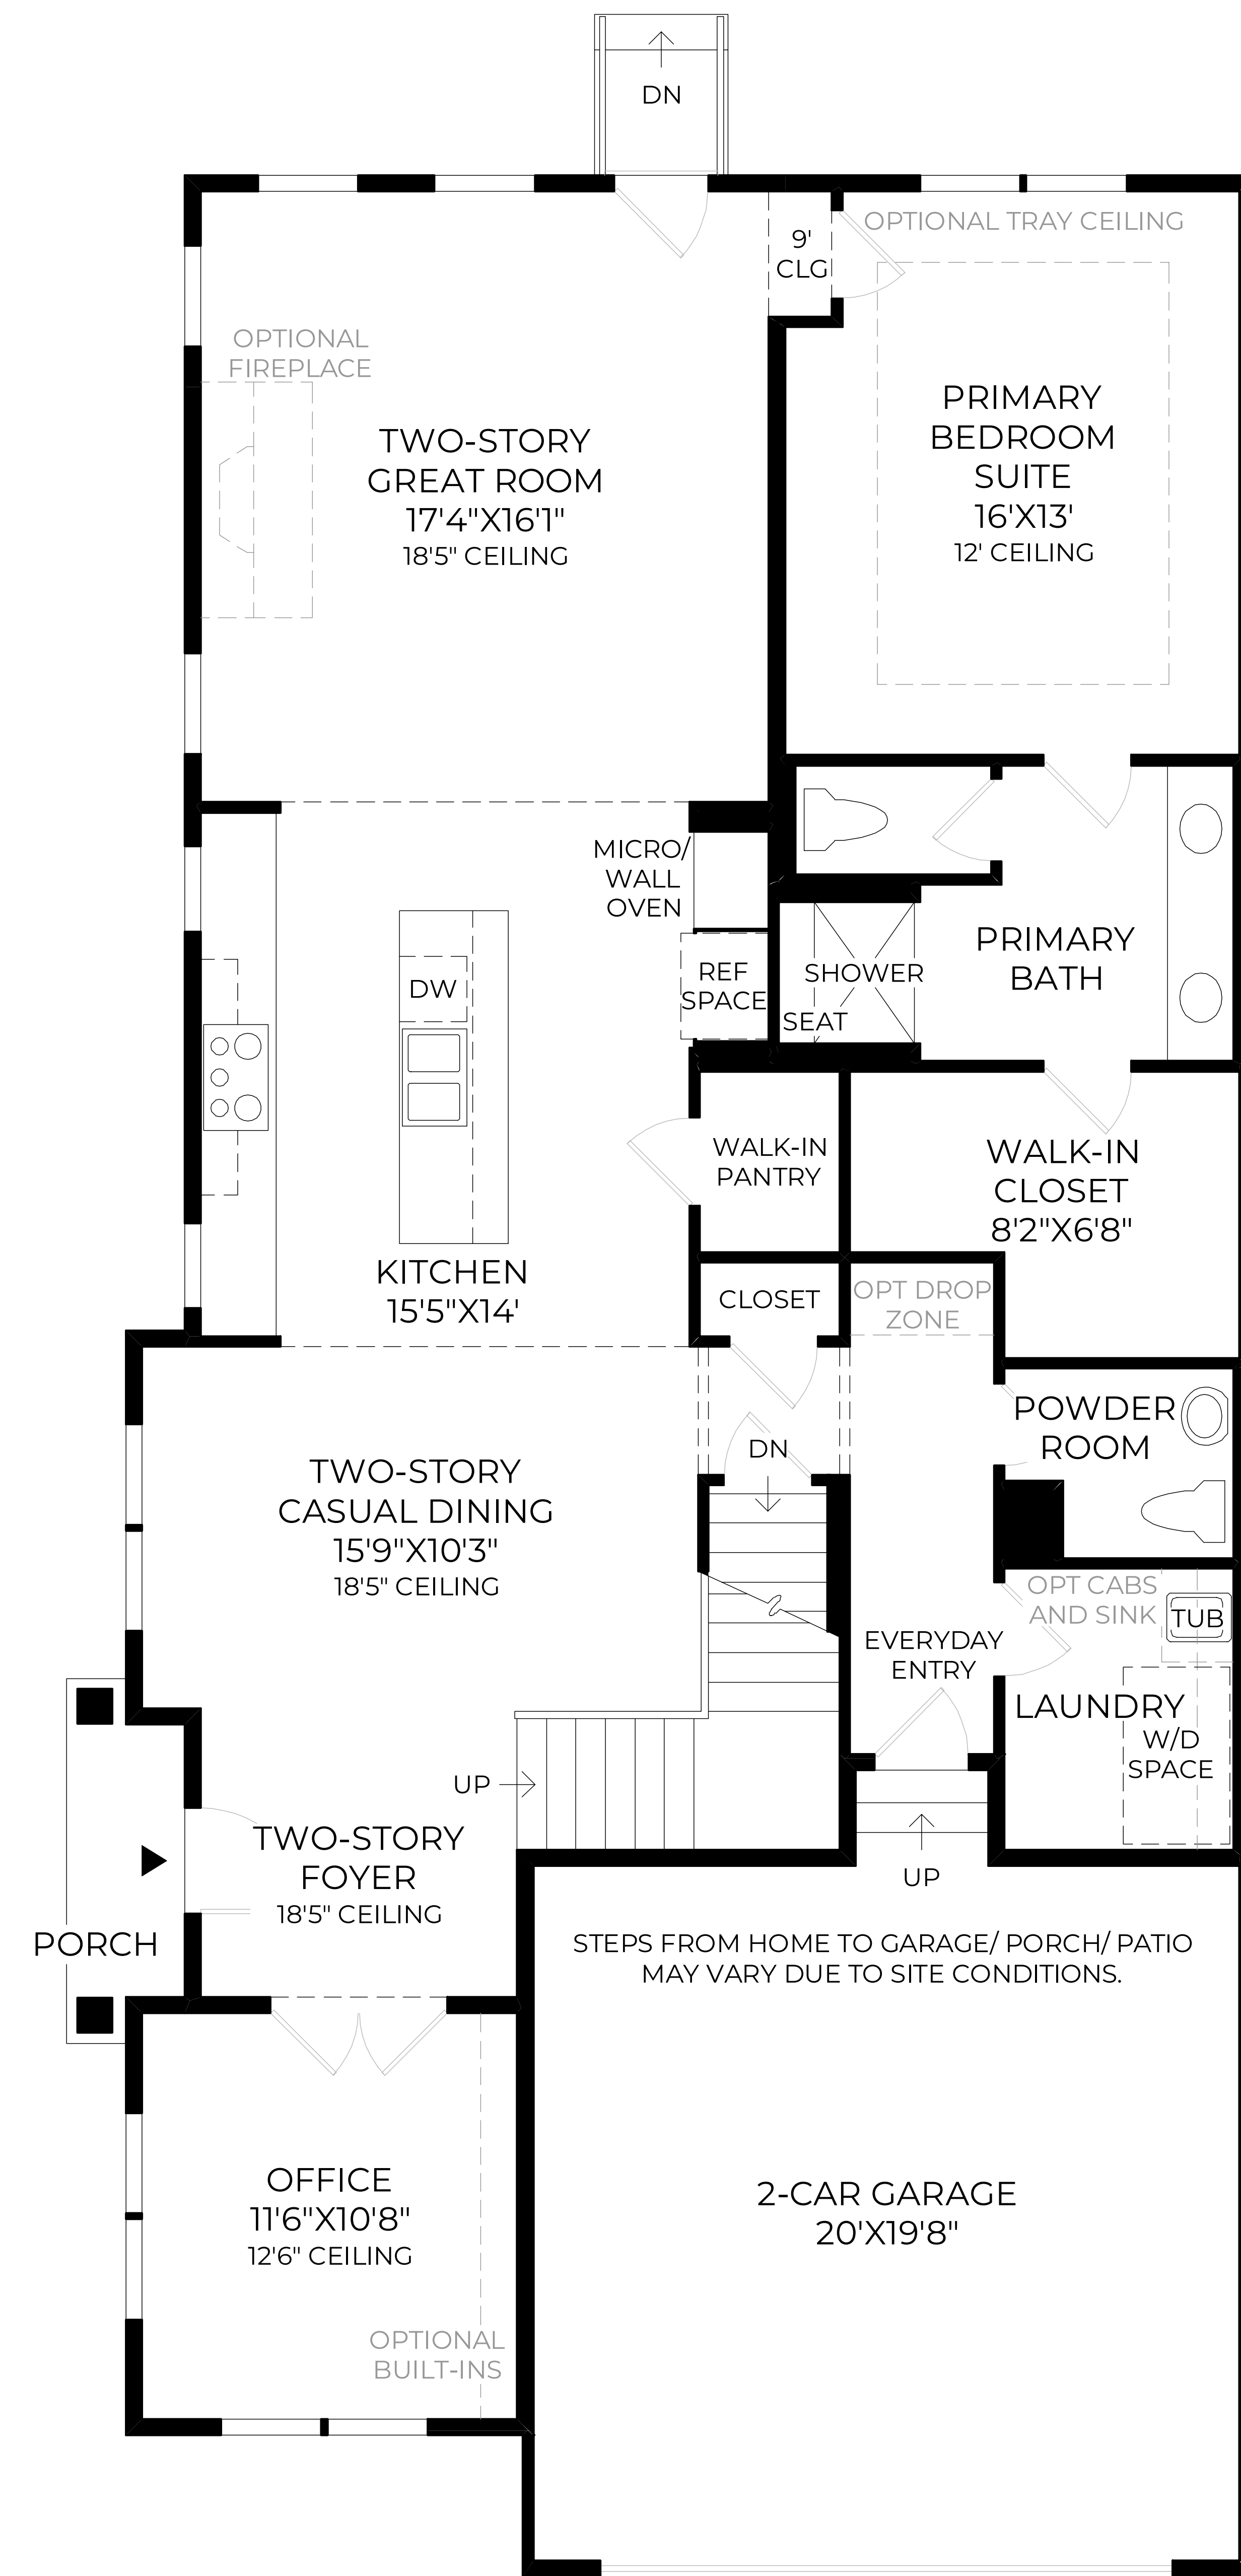 DN
9'
CLG
OPTIONAL TRAY CEILING
OPTIONAL
FIREPLACE
TWO-STORY
GREAT ROOM
17'4"X16'1"
18'5" CEILING
PRIMARY
BEDROOM
SUITE
16'X13'
12' CEILING
MICRO/
WALL
OVEN
REF
SPACE
DW
SHOWER
SEAT
PRIMARY
BATH
WALK-IN
PANTRY
WALK-IN
CLOSET
8'2"X6'8"
KITCHEN
15'5"X14'
CLOSET
OPT DROP
ZONE
POWDER
ROOM
DN
TWO-STORY
CASUAL DINING
15'9"X10'3"
18'5" CEILING
OPT CABS
AND SINK
TUB
EVERYDAY
ENTRY
LAUNDRY
W/D
SPACE
UP
TWO-STORY
FOYER
18'5" CEILING
UP
PORCH
STEPS FROM HOME TO GARAGE/ PORCH/ PATIO
MAY VARY DUE TO SITE CONDITIONS.
OFFICE
11'6"X10'8"
12'6" CEILING
2-CAR GARAGE
20'X19'8"
OPTIONAL
BUILT-INS